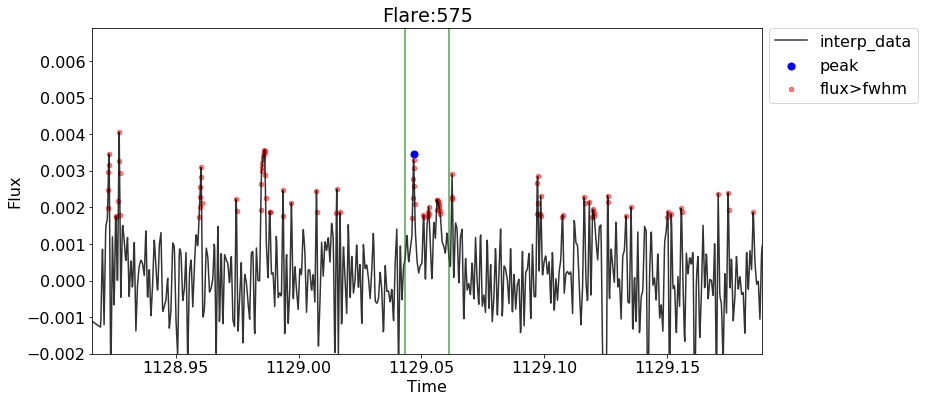 Flare:575
interp_data
peak
flux>fwhm
0.006
0.005
0.004
0.003
0.002
0.001
0.000
−0.001
−0.002
Flux
1128.95 1129.00 1129.05 1129.10 1129.15
Time